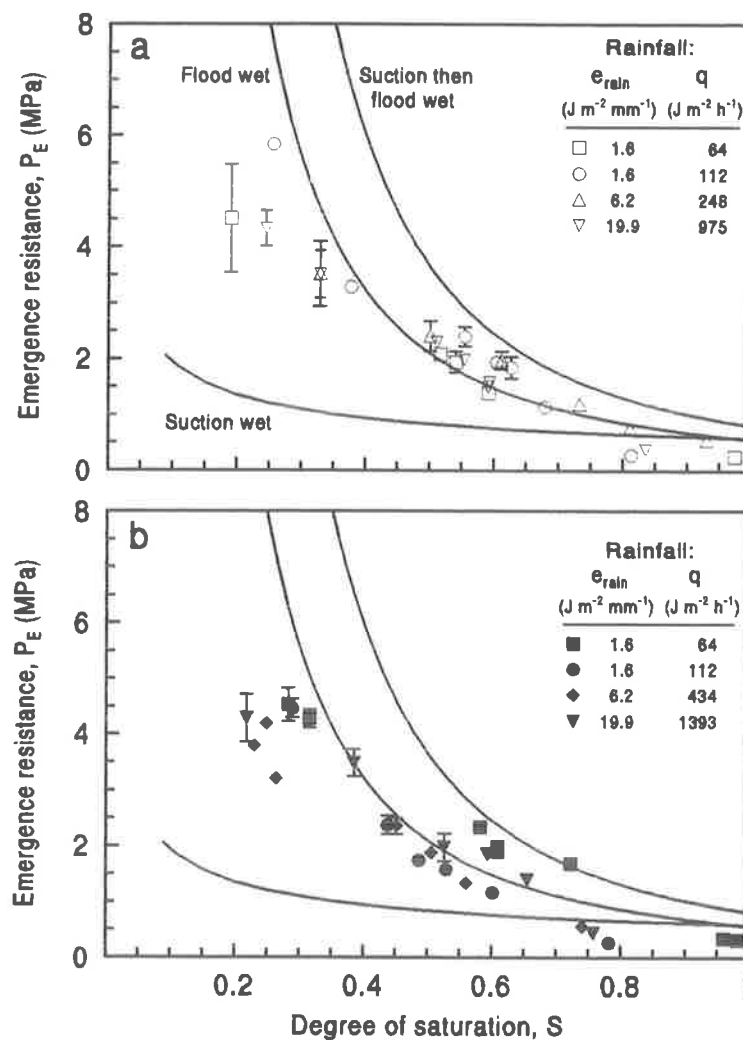 a
Flood wet
Suction then
flood wet
Suction wet
Rainfall:
e_rain q
(J m⁻² mm⁻¹) (J m⁻² h⁻¹)
□ 1.6 64
○ 1.6 112
△ 6.2 248
▽ 19.9 975
Emergence resistance, P_E (MPa)
8
6
4
2
0
b
Rainfall:
e_rain q
(J m⁻² mm⁻¹) (J m⁻² h⁻¹)
■ 1.6 64
● 1.6 112
◆ 6.2 434
▼ 19.9 1393
Emergence resistance, P_E (MPa)
8
6
4
2
0
0.2 0.4 0.6 0.8
Degree of saturation, S